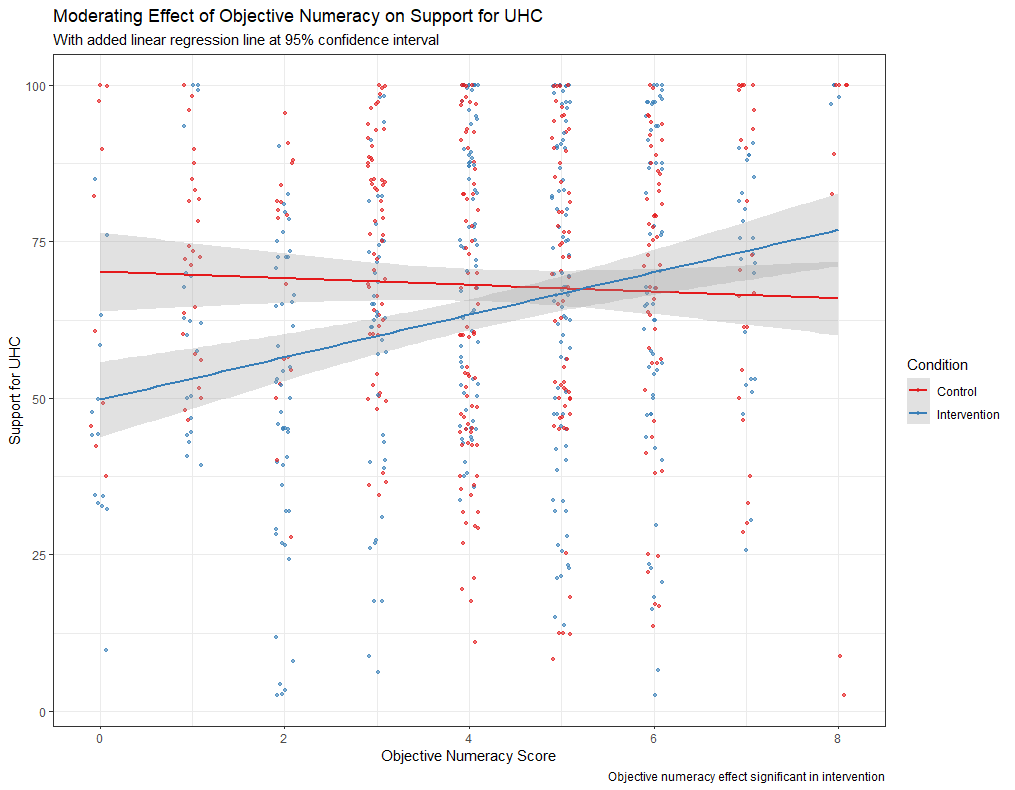 Moderating Effect of Objective Numeracy on Support for UHC
With added linear regression line at 95% confidence interval
100
75
50
25
0
Support for UHC
0 2 4 6 8
Objective Numeracy Score
Condition
Control
Intervention
Objective numeracy effect significant in intervention